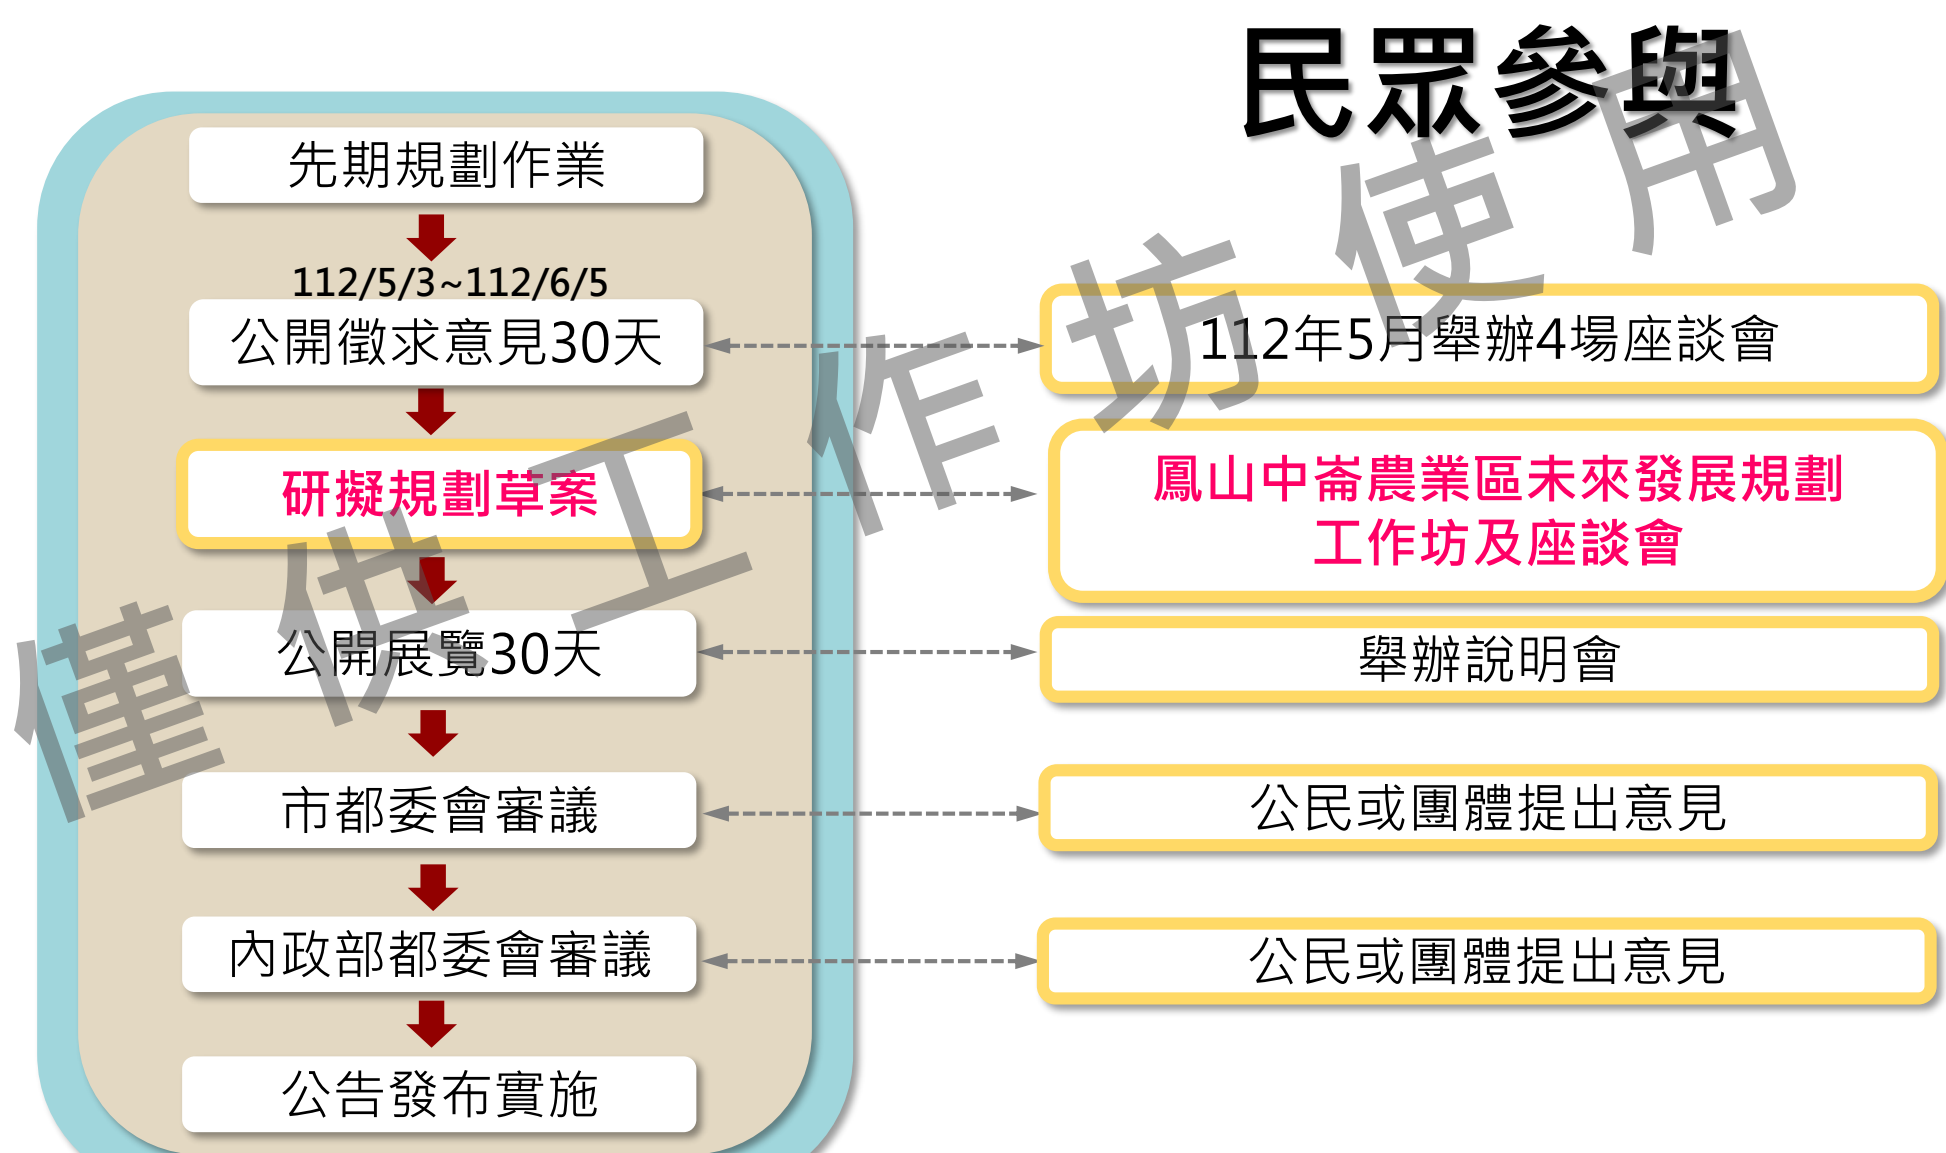 民眾參與
先期規劃作業
112/5/3~112/6/5
公開徵求意見30天
112年5月舉辦4場座談會
研擬規劃草案
鳳山中崙農業區未來發展規劃
工作坊及座談會
公開展覽30天
舉辦說明會
市都委會審議
公民或團體提出意見
內政部都委會審議
公民或團體提出意見
公告發布實施
僅供工作坊使用